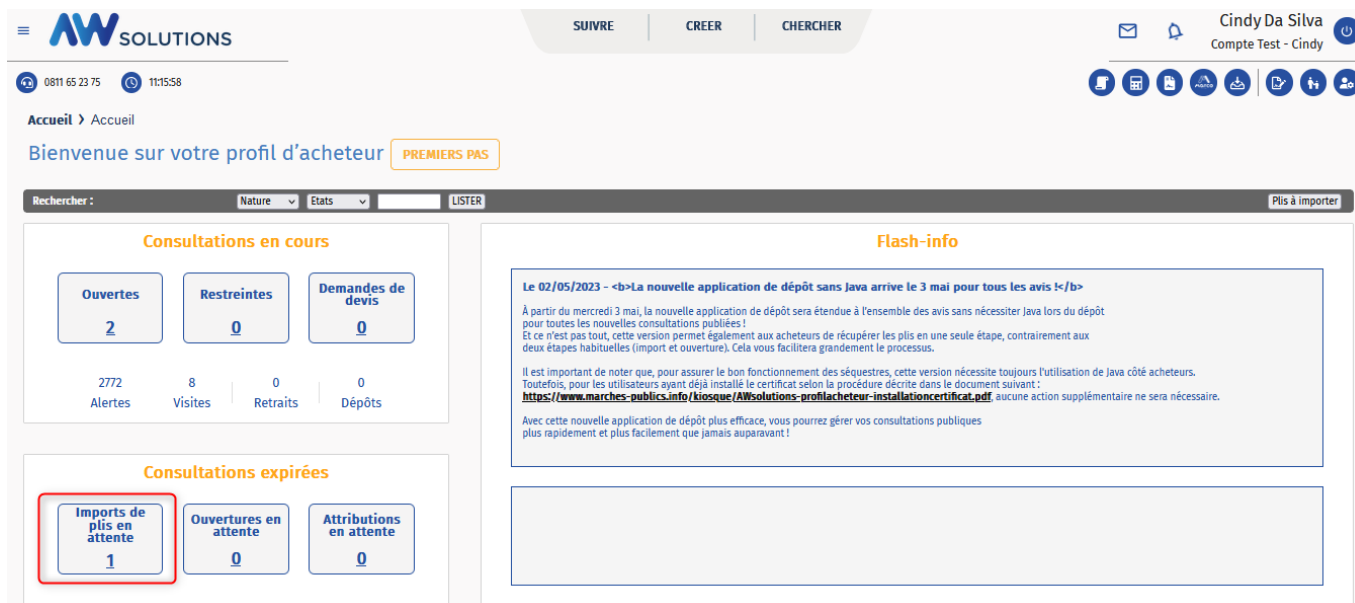 AW SOLUTIONS
SUIVRE CREER CHERCHER
Cindy Da Silva
Compte Test - Cindy
0811 65 23 75 11:15:58
marco
Accueil > Accueil
Bienvenue sur votre profil d'acheteur PREMIERS PAS
Rechercher : Nature Etats LISTER Plis à importer
Consultations en cours
Ouvertes
2
Restreintes
0
Demandes de
devis
0
2772 8 0 0
Alertes Visites Retraits Dépôts
Flash-info
Le 02/05/2023 - <b>La nouvelle application de dépôt sans Java arrive le 3 mai pour tous les avis !</b>
À partir du mercredi 3 mai, la nouvelle application de dépôt sera étendue à l'ensemble des avis sans nécessiter Java lors du dépôt
pour toutes les nouvelles consultations publiées !
Et ce n'est pas tout, cette version permet également aux acheteurs de récupérer les plis en une seule étape, contrairement aux
deux étapes habituelles (import et ouverture). Cela vous facilitera grandement le processus.
Il est important de noter que, pour assurer le bon fonctionnement des séquestres, cette version nécessite toujours l'utilisation de Java côté acheteurs.
Toutefois, pour les utilisateurs ayant déjà installé le certificat selon la procédure décrite dans le document suivant :
https://www.marches-publics.info/kiosque/AWsolutions-profilacheteur-installationcertificat.pdf, aucune action supplémentaire ne sera nécessaire.
Avec cette nouvelle application de dépôt plus efficace, vous pourrez gérer vos consultations publiques
plus rapidement et plus facilement que jamais auparavant !
Consultations expirées
Imports de
plis en
attente
1
Ouvertures en
attente
0
Attributions
en attente
0